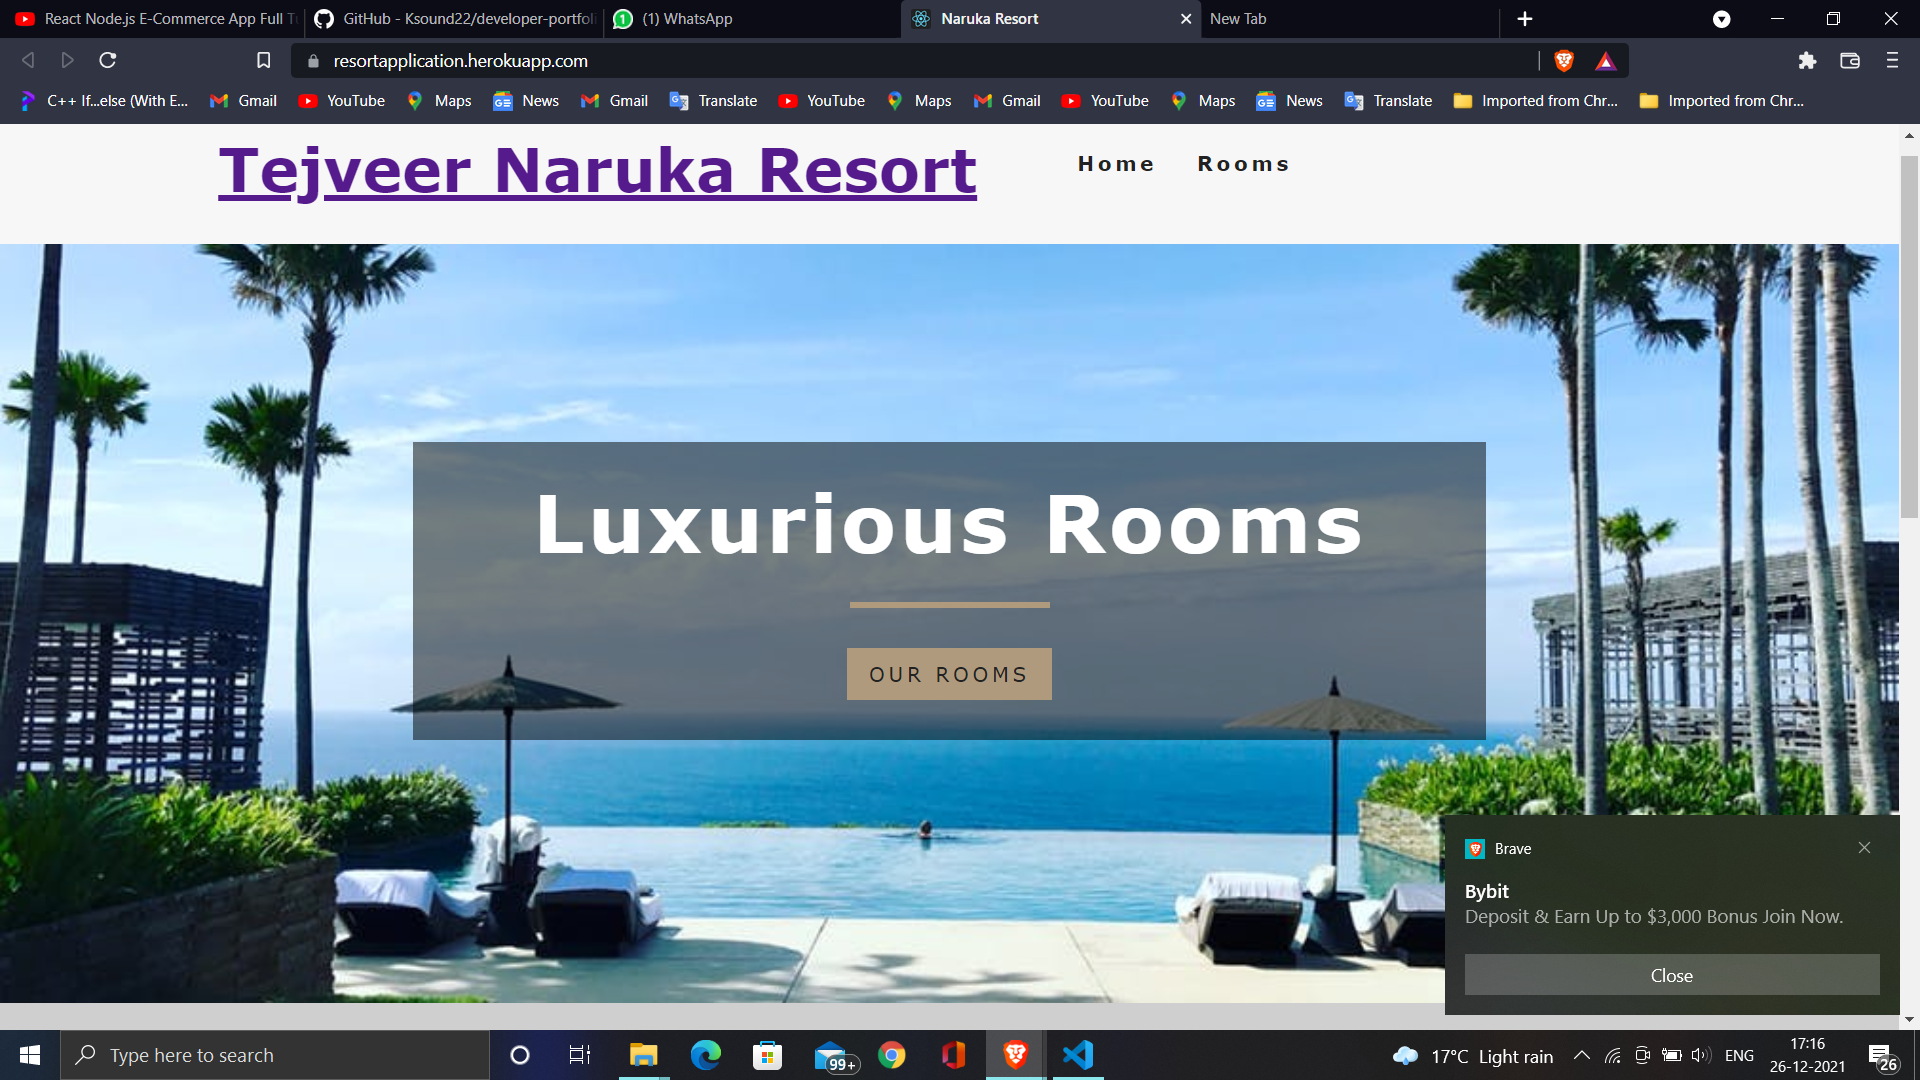 React Node.js E-Commerce App Full Tu
GitHub - Ksound22/developer-portfoli
(1) WhatsApp
Naruka Resort
New Tab
resortapplication.herokuapp.com
C++ If...else (With E...
Gmail
YouTube
Maps
News
Gmail
Translate
YouTube
Maps
Gmail
YouTube
Maps
News
Translate
Imported from Chr...
Imported from Chr...
Tejveer Naruka Resort
Home
Rooms
Luxurious Rooms
OUR ROOMS
Brave
Bybit
Deposit & Earn Up to $3,000 Bonus Join Now.
Close
Type here to search
99+
17°C Light rain
ENG
17:16
26-12-2021
26